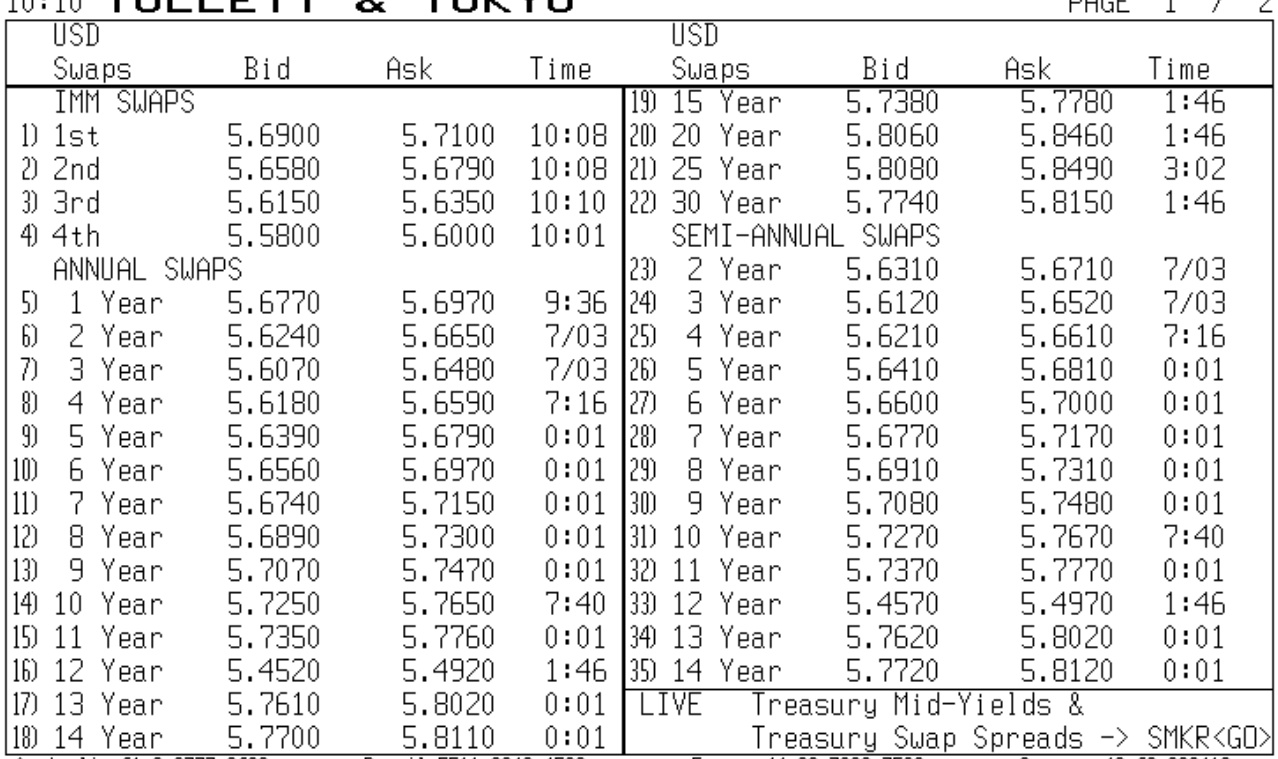 10:10 TULLETT & TOKYO PAGE 1 / 2
USD
Swaps Bid Ask Time
IMM SWAPS
1) 1st 5.6900 5.7100 10:08
2) 2nd 5.6580 5.6790 10:08
3) 3rd 5.6150 5.6350 10:10
4) 4th 5.5800 5.6000 10:01
ANNUAL SWAPS
5) 1 Year 5.6770 5.6970 9:36
6) 2 Year 5.6240 5.6650 7/03
7) 3 Year 5.6070 5.6480 7/03
8) 4 Year 5.6180 5.6590 7:16
9) 5 Year 5.6390 5.6790 0:01
10) 6 Year 5.6560 5.6970 0:01
11) 7 Year 5.6740 5.7150 0:01
12) 8 Year 5.6890 5.7300 0:01
13) 9 Year 5.7070 5.7470 0:01
14) 10 Year 5.7250 5.7650 7:40
15) 11 Year 5.7350 5.7760 0:01
16) 12 Year 5.4520 5.4920 1:46
17) 13 Year 5.7610 5.8020 0:01
18) 14 Year 5.7700 5.8110 0:01
USD
Swaps Bid Ask Time
19) 15 Year 5.7380 5.7780 1:46
20) 20 Year 5.8060 5.8460 1:46
21) 25 Year 5.8080 5.8490 3:02
22) 30 Year 5.7740 5.8150 1:46
SEMI-ANNUAL SWAPS
23) 2 Year 5.6310 5.6710 7/03
24) 3 Year 5.6120 5.6520 7/03
25) 4 Year 5.6210 5.6610 7:16
26) 5 Year 5.6410 5.6810 0:01
27) 6 Year 5.6600 5.7000 0:01
28) 7 Year 5.6770 5.7170 0:01
29) 8 Year 5.6910 5.7310 0:01
30) 9 Year 5.7080 5.7480 0:01
31) 10 Year 5.7270 5.7670 7:40
32) 11 Year 5.7370 5.7770 0:01
33) 12 Year 5.4570 5.4970 1:46
34) 13 Year 5.7620 5.8020 0:01
35) 14 Year 5.7720 5.8120 0:01
LIVE Treasury Mid-Yields &
Treasury Swap Spreads -> SMKR<GO>